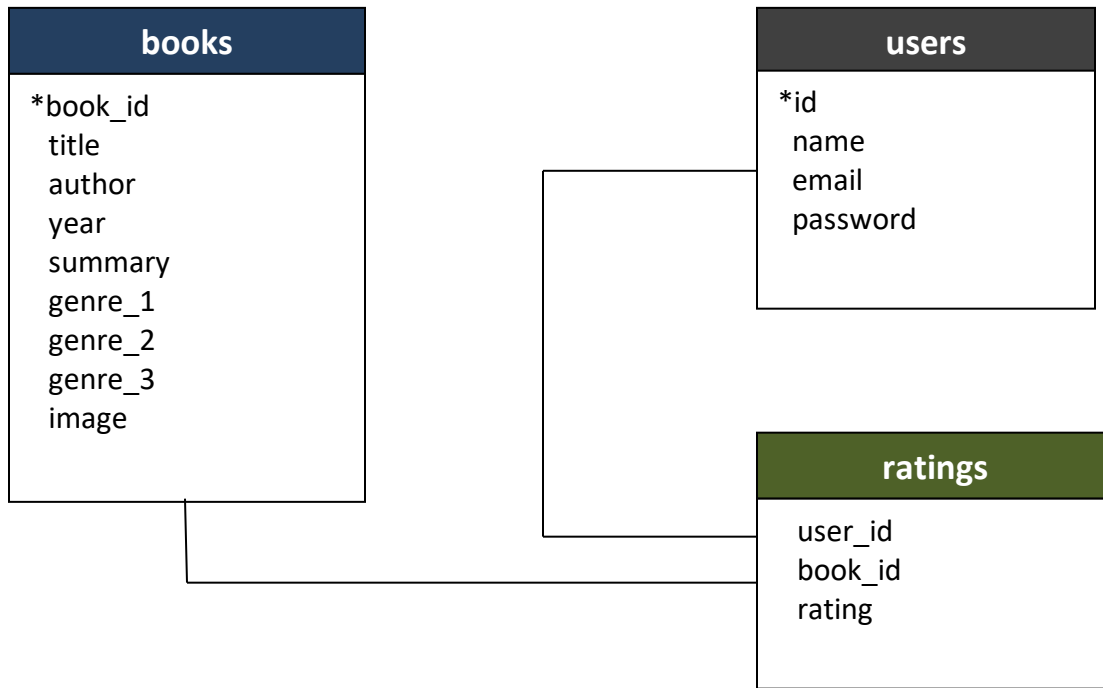 books
*book_id
title
author
year
summary
genre_1
genre_2
genre_3
image
users
*id
name
email
password
ratings
user_id
book_id
rating